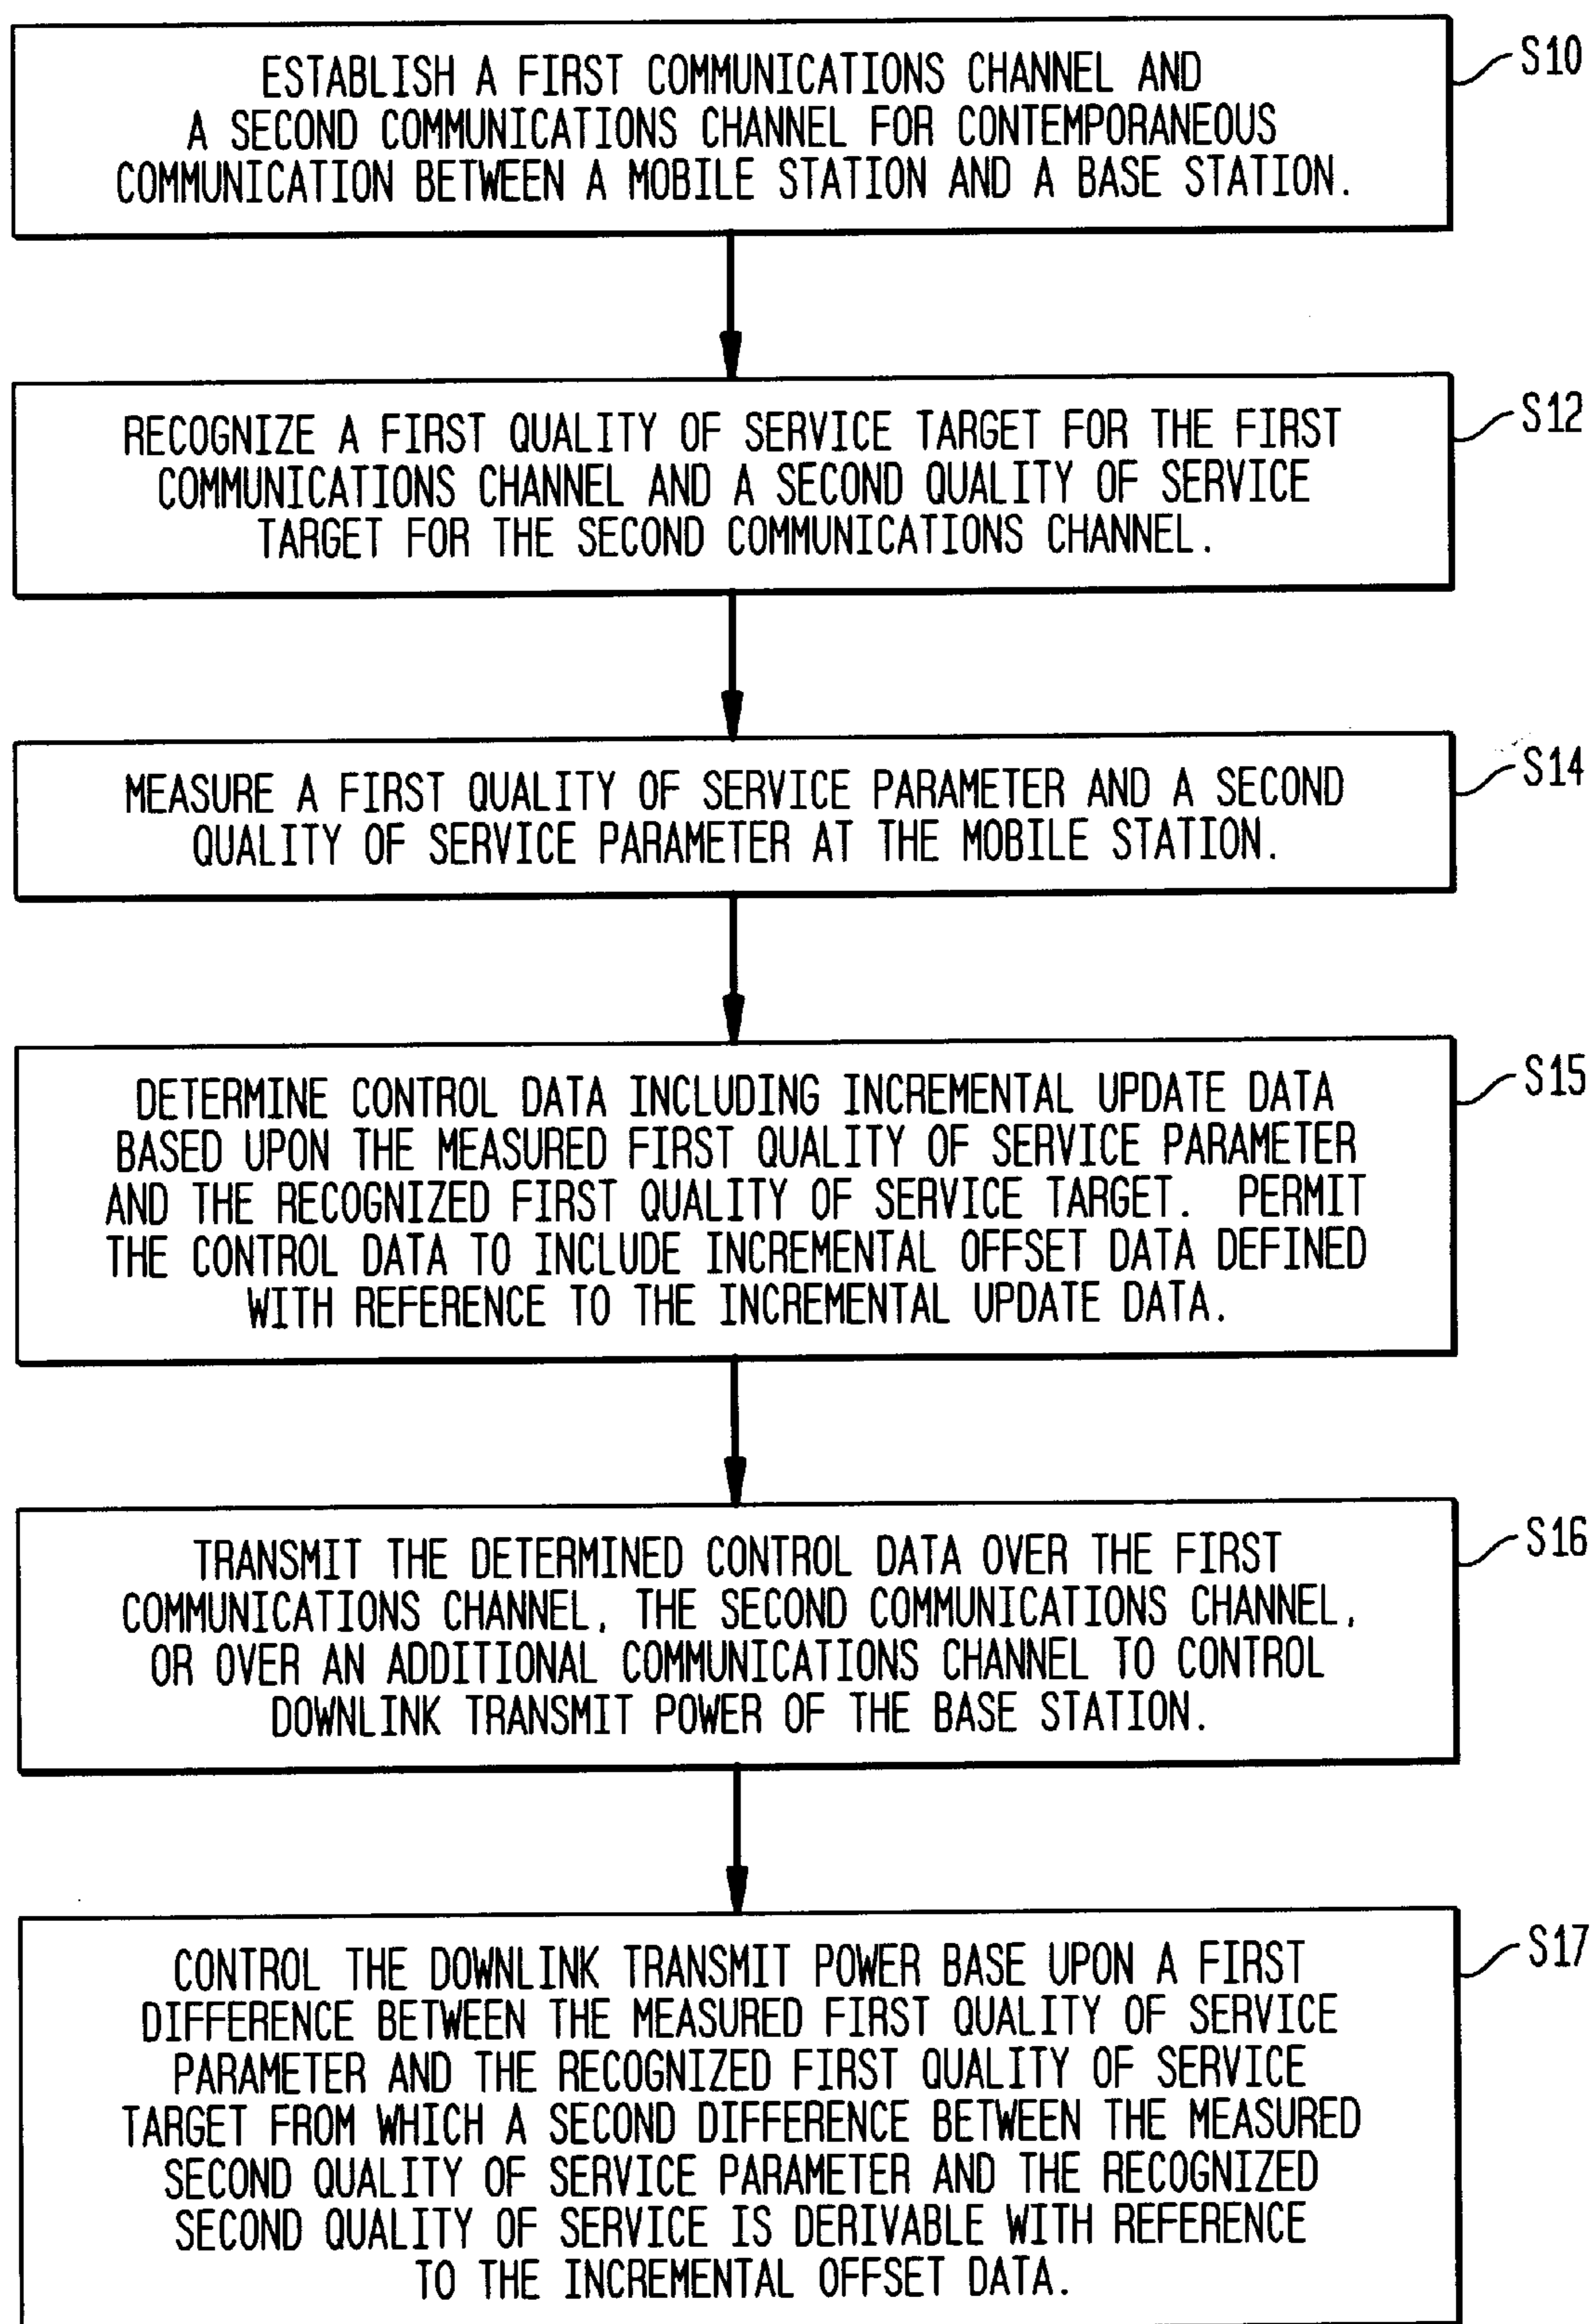 ESTABLISH A FIRST COMMUNICATIONS CHANNEL AND
A SECOND COMMUNICATIONS CHANNEL FOR CONTEMPORANEOUS
COMMUNICATION BETWEEN A MOBILE STATION AND A BASE STATION.
S10
RECOGNIZE A FIRST QUALITY OF SERVICE TARGET FOR THE FIRST
COMMUNICATIONS CHANNEL AND A SECOND QUALITY OF SERVICE
TARGET FOR THE SECOND COMMUNICATIONS CHANNEL.
S12
MEASURE A FIRST QUALITY OF SERVICE PARAMETER AND A SECOND
QUALITY OF SERVICE PARAMETER AT THE MOBILE STATION.
S14
DETERMINE CONTROL DATA INCLUDING INCREMENTAL UPDATE DATA
BASED UPON THE MEASURED FIRST QUALITY OF SERVICE PARAMETER
AND THE RECOGNIZED FIRST QUALITY OF SERVICE TARGET. PERMIT
THE CONTROL DATA TO INCLUDE INCREMENTAL OFFSET DATA DEFINED
WITH REFERENCE TO THE INCREMENTAL UPDATE DATA.
S15
TRANSMIT THE DETERMINED CONTROL DATA OVER THE FIRST
COMMUNICATIONS CHANNEL, THE SECOND COMMUNICATIONS CHANNEL,
OR OVER AN ADDITIONAL COMMUNICATIONS CHANNEL TO CONTROL
DOWNLINK TRANSMIT POWER OF THE BASE STATION.
S16
CONTROL THE DOWNLINK TRANSMIT POWER BASE UPON A FIRST
DIFFERENCE BETWEEN THE MEASURED FIRST QUALITY OF SERVICE
PARAMETER AND THE RECOGNIZED FIRST QUALITY OF SERVICE
TARGET FROM WHICH A SECOND DIFFERENCE BETWEEN THE MEASURED
SECOND QUALITY OF SERVICE PARAMETER AND THE RECOGNIZED
SECOND QUALITY OF SERVICE IS DERIVABLE WITH REFERENCE
TO THE INCREMENTAL OFFSET DATA.
S17